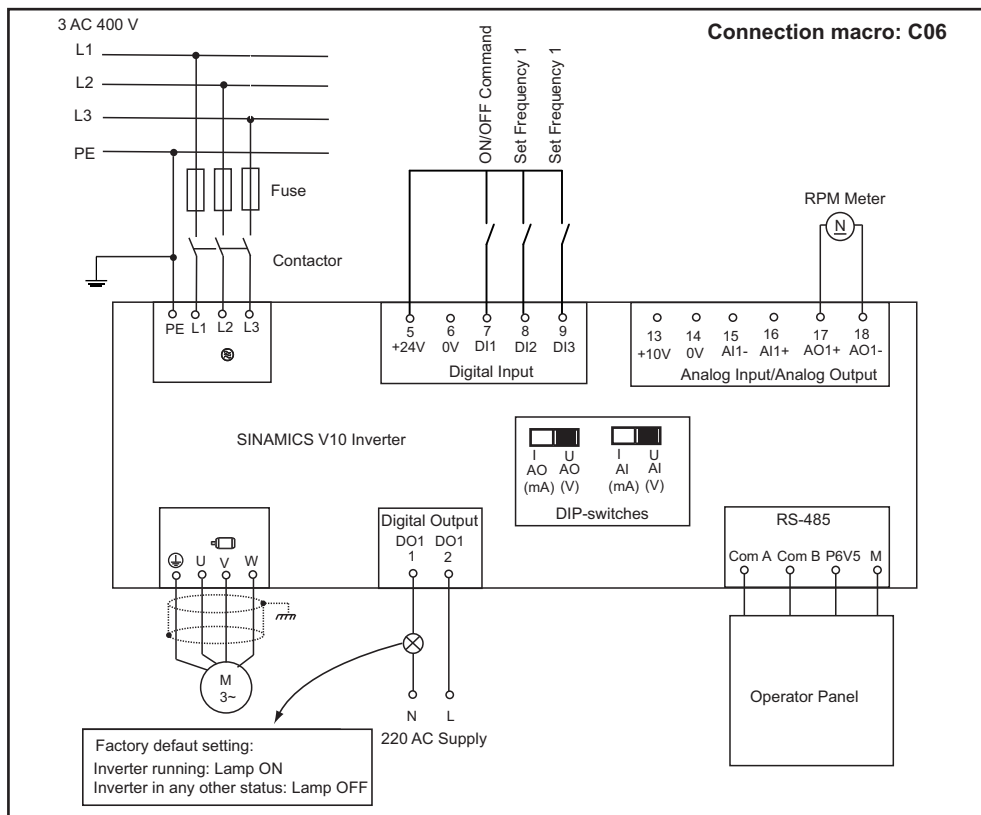 3 AC 400 V
Connection macro: C06
L1
L2
L3
PE
ON/OFF Command
Set Frequency 1
Set Frequency 1
Fuse
Contactor
RPM Meter
N
PE L1 L2 L3
5 6 7 8 9
+24V 0V DI1 DI2 DI3
Digital Input
13 14 15 16 17 18
+10V 0V AI1- AI1+ AO1+ AO1-
Analog Input/Analog Output
SINAMICS V10 Inverter
I U I U
AO AO AI AI
(mA) (V) (mA) (V)
DIP-switches
U V W
Digital Output
DO1 DO1
1 2
RS-485
Com A Com B P6V5 M
M
3~
N L
220 AC Supply
Operator Panel
Factory defaut setting:
Inverter running: Lamp ON
Inverter in any other status: Lamp OFF